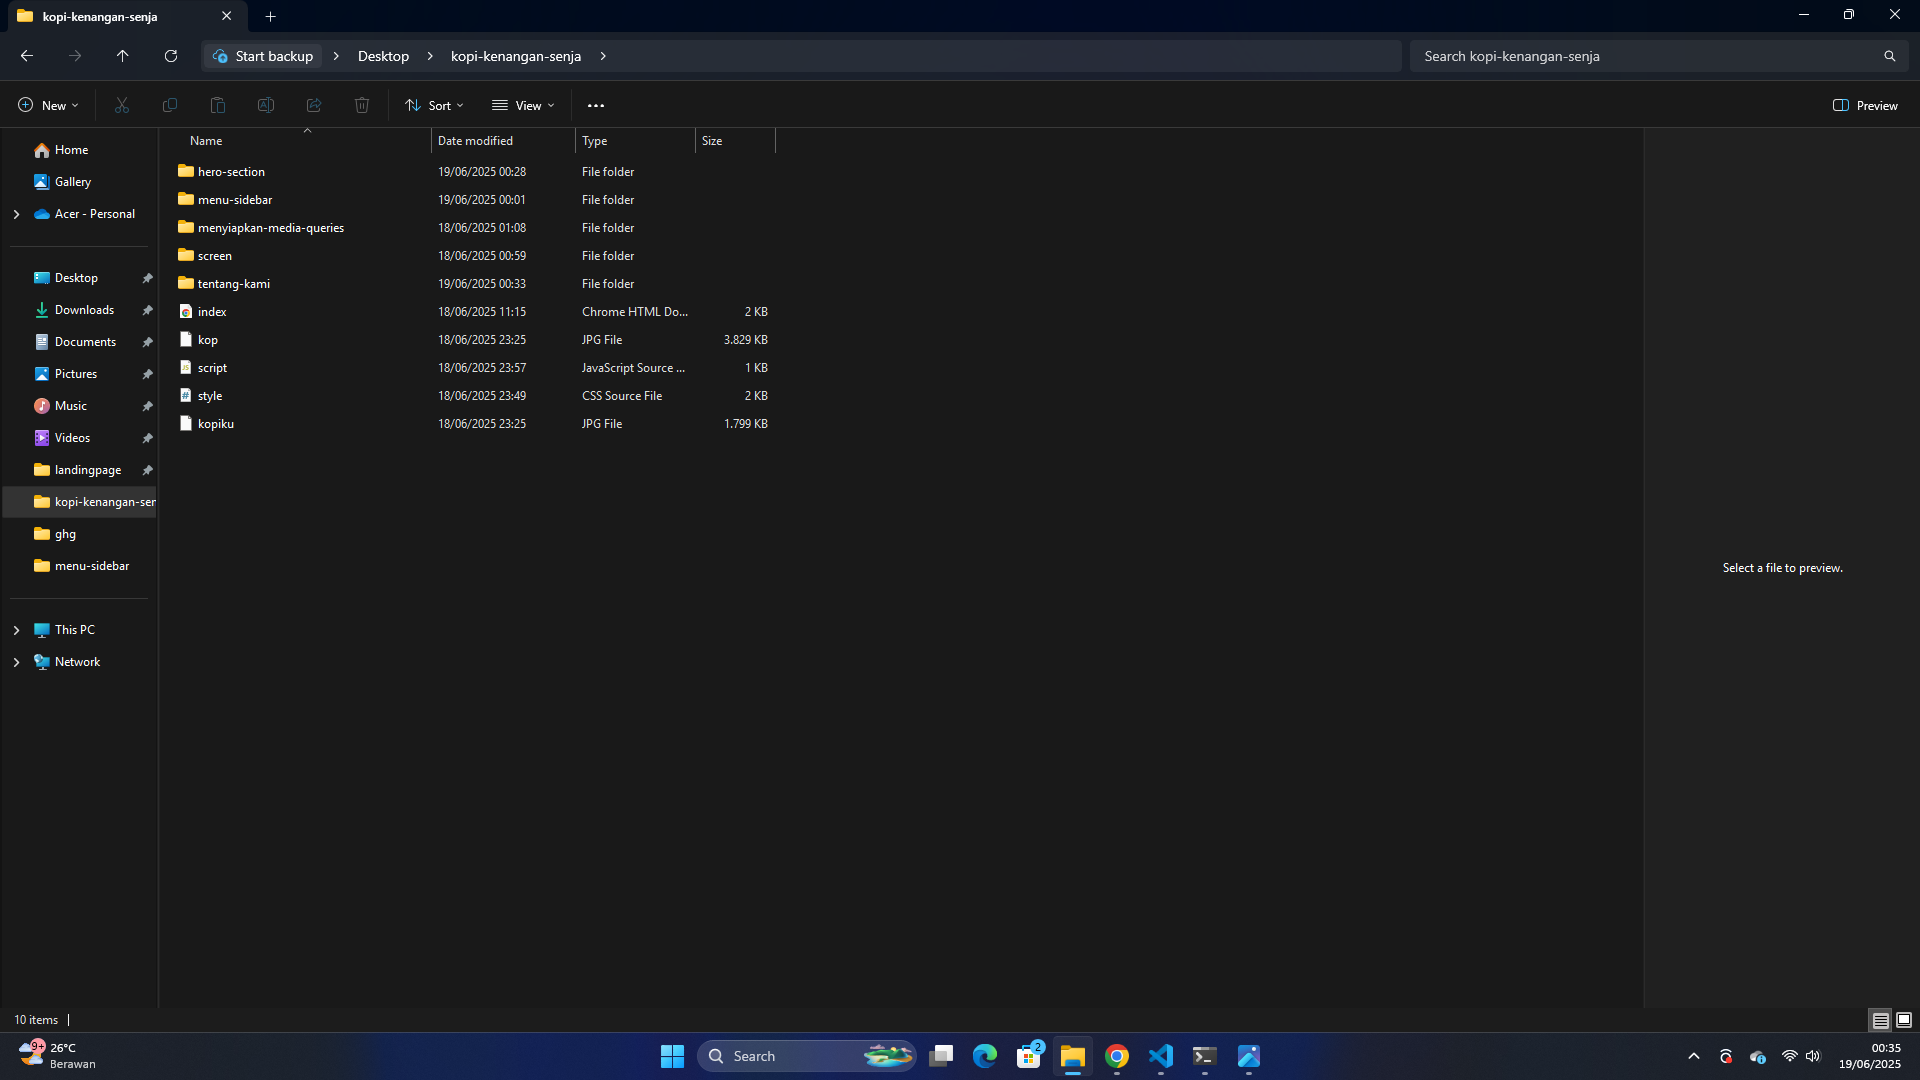 kopi-kenangan-senja
Start backup Desktop kopi-kenangan-senja Search kopi-kenangan-senja
New Sort View Preview
Name Date modified Type Size
Home
Gallery
Acer - Personal
Desktop
Downloads
Documents
Pictures
Music
Videos
landingpage
kopi-kenangan-sen
ghg
menu-sidebar
This PC
Network
hero-section 19/06/2025 00:28 File folder
menu-sidebar 19/06/2025 00:01 File folder
menyiapkan-media-queries 18/06/2025 01:08 File folder
screen 18/06/2025 00:59 File folder
tentang-kami 19/06/2025 00:33 File folder
index 18/06/2025 11:15 Chrome HTML Do... 2 KB
kop 18/06/2025 23:25 JPG File 3.829 KB
script 18/06/2025 23:57 JavaScript Source ... 1 KB
style 18/06/2025 23:49 CSS Source File 2 KB
kopiku 18/06/2025 23:25 JPG File 1.799 KB
Select a file to preview.
10 items
9+
26°C
Berawan
Search
2
00:35
19/06/2025